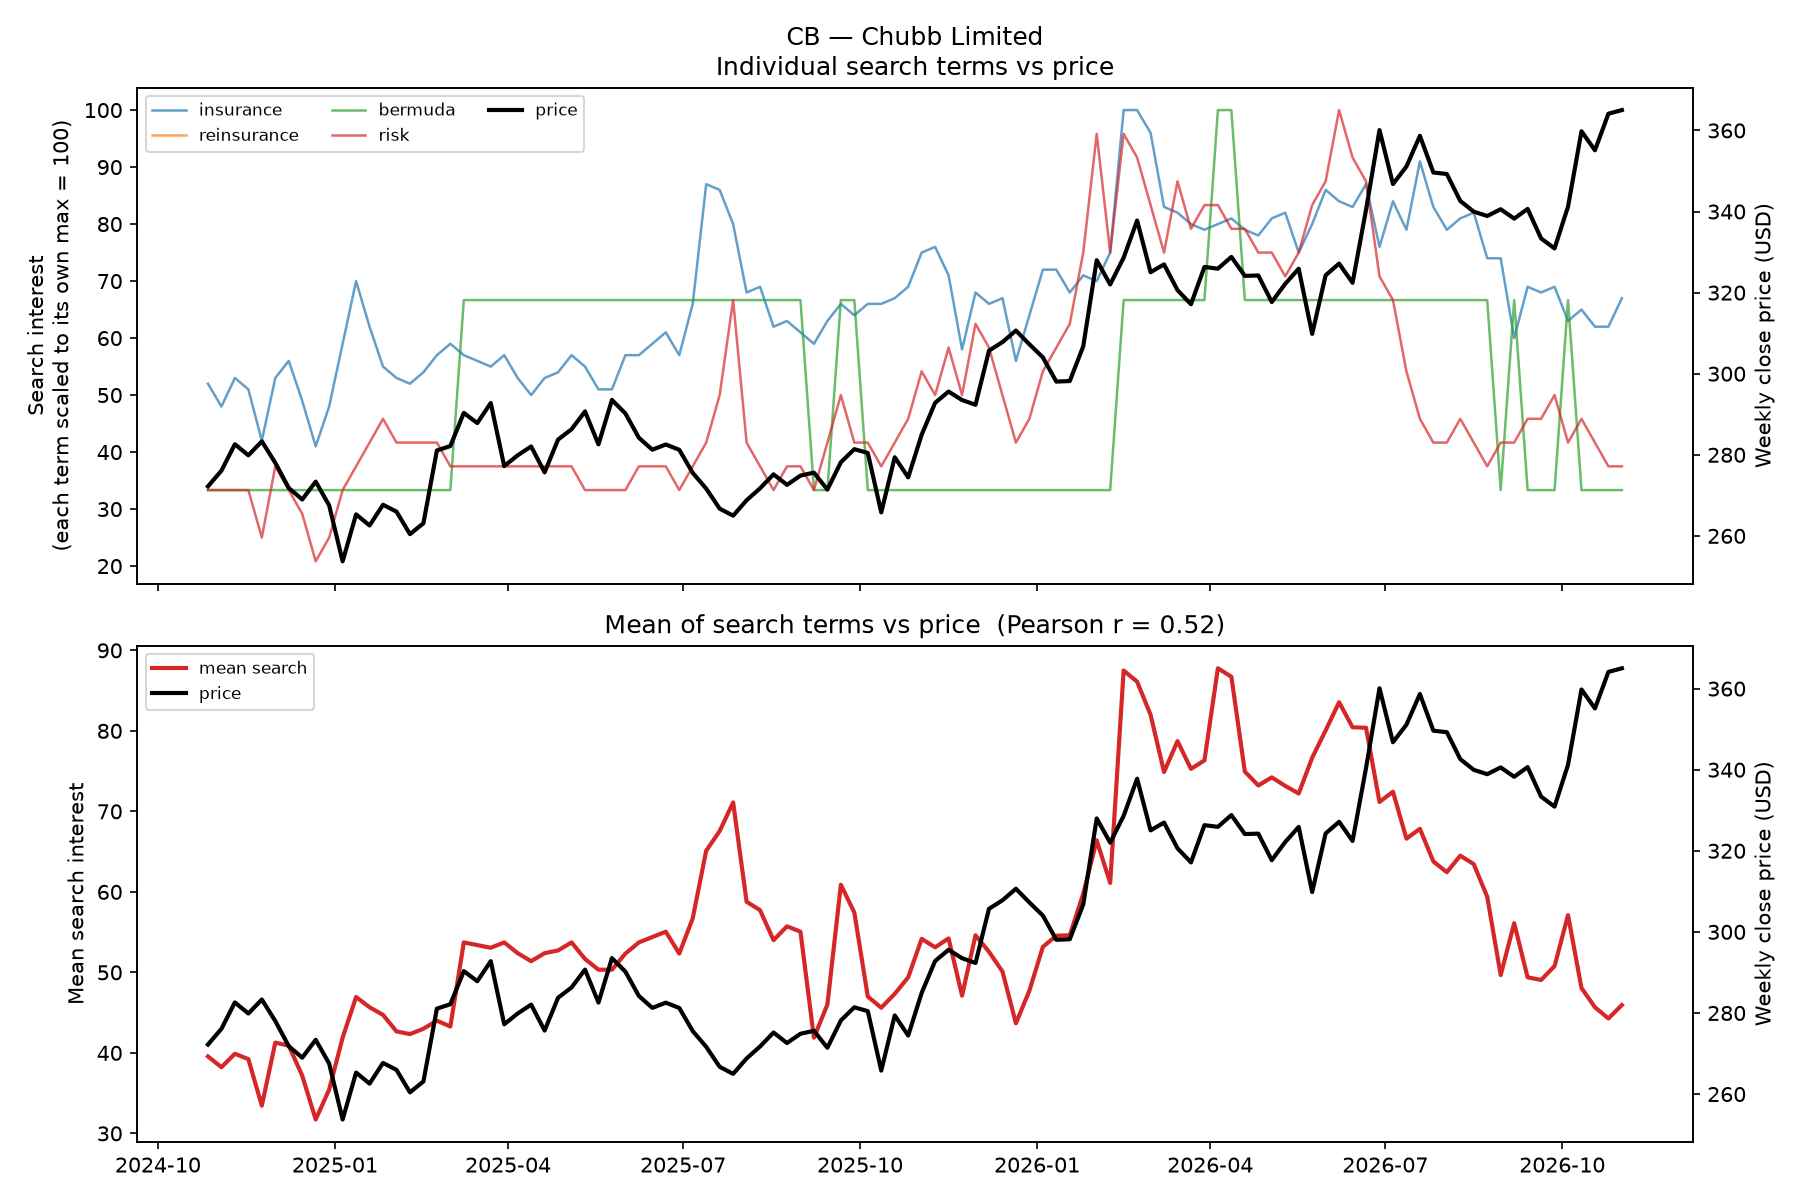 CB — Chubb Limited
Individual search terms vs price
insurance
reinsurance
bermuda
risk
price
Search interest
(each term scaled to its own max = 100)
100
90
80
70
60
50
40
30
20
360
340
320
300
280
260
Weekly close price (USD)
Mean of search terms vs price (Pearson r = 0.52)
mean search
price
Mean search interest
90
80
70
60
50
40
30
360
340
320
300
280
260
Weekly close price (USD)
2024-10
2025-01
2025-04
2025-07
2025-10
2026-01
2026-04
2026-07
2026-10